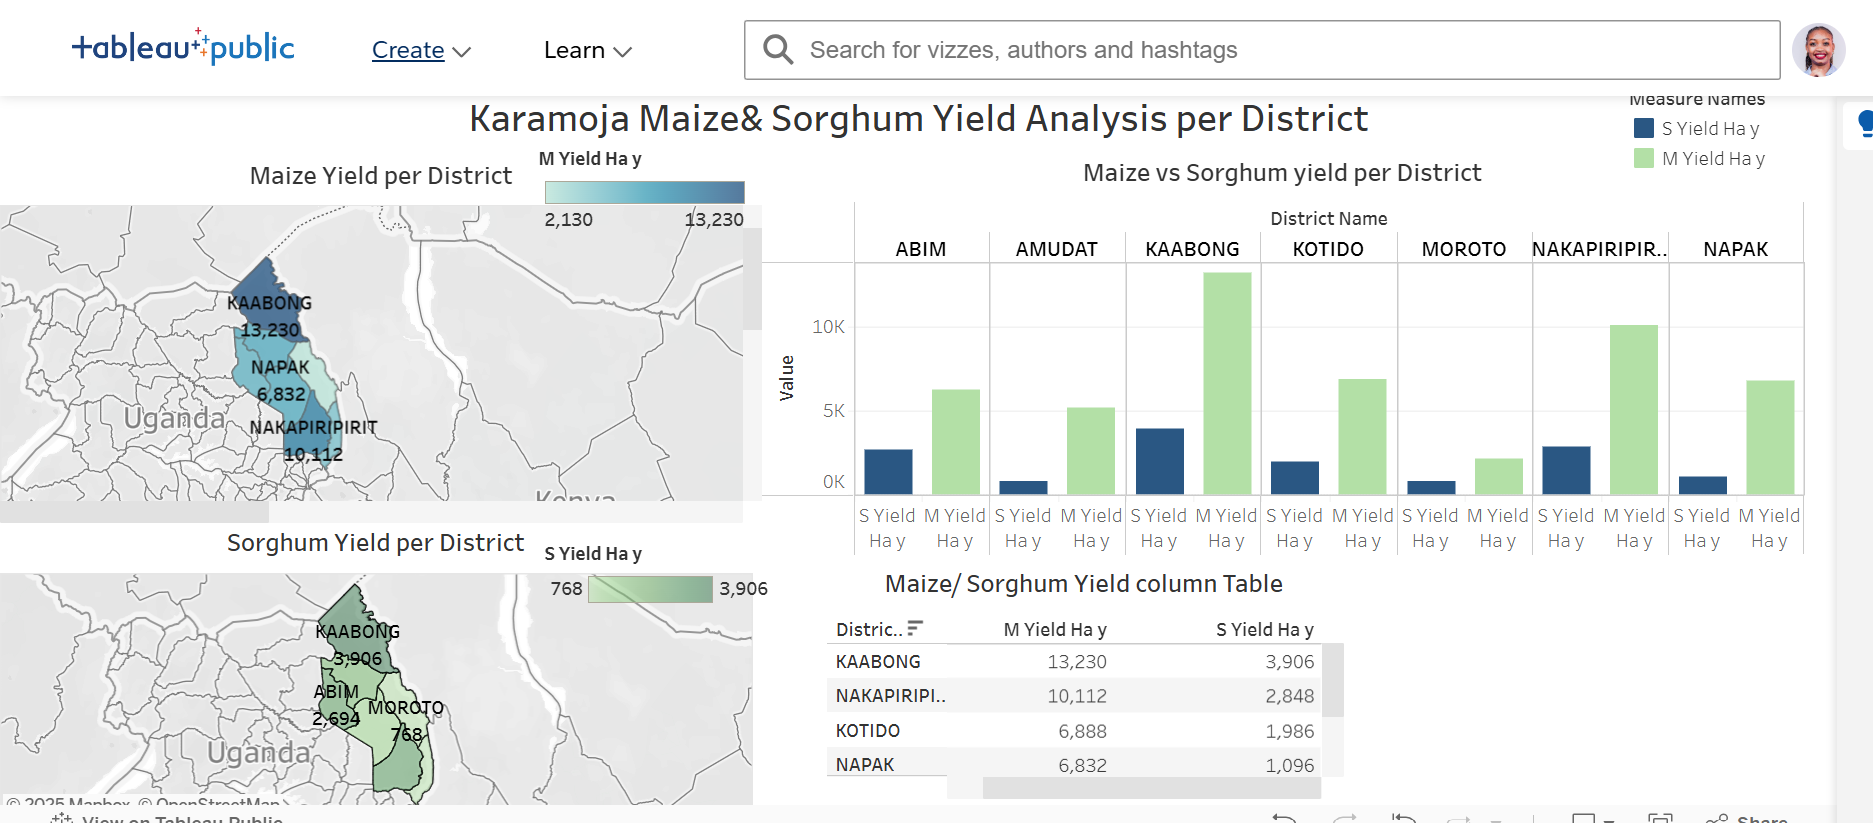 tableau public
Create
Learn
Search for vizzes, authors and hashtags
Karamoja Maize& Sorghum Yield Analysis per District
Measure Names
S Yield Ha y
M Yield Ha y
Maize Yield per District
M Yield Ha y
2,130
13,230
KAABONG
13,230
NAPAK
6,832
NAKAPIRIPIRIT
10,112
Uganda
Kenya
Maize vs Sorghum yield per District
District Name
ABIM
AMUDAT
KAABONG
KOTIDO
MOROTO
NAKAPIRIPIR..
NAPAK
Value
10K
5K
0K
S Yield Ha y
M Yield Ha y
S Yield Ha y
M Yield Ha y
S Yield Ha y
M Yield Ha y
S Yield Ha y
M Yield Ha y
S Yield Ha y
M Yield Ha y
S Yield Ha y
M Yield Ha y
S Yield Ha y
M Yield Ha y
Sorghum Yield per District
S Yield Ha y
768
3,906
KAABONG
3,906
ABIM
2,694
MOROTO
768
Uganda
© 2025 Mapbox © OpenStreetMap
Maize/ Sorghum Yield column Table
Distric..
M Yield Ha y
S Yield Ha y
KAABONG 13,230 3,906
NAKAPIRIPI.. 10,112 2,848
KOTIDO 6,888 1,986
NAPAK 6,832 1,096
View on Tableau Public
Share